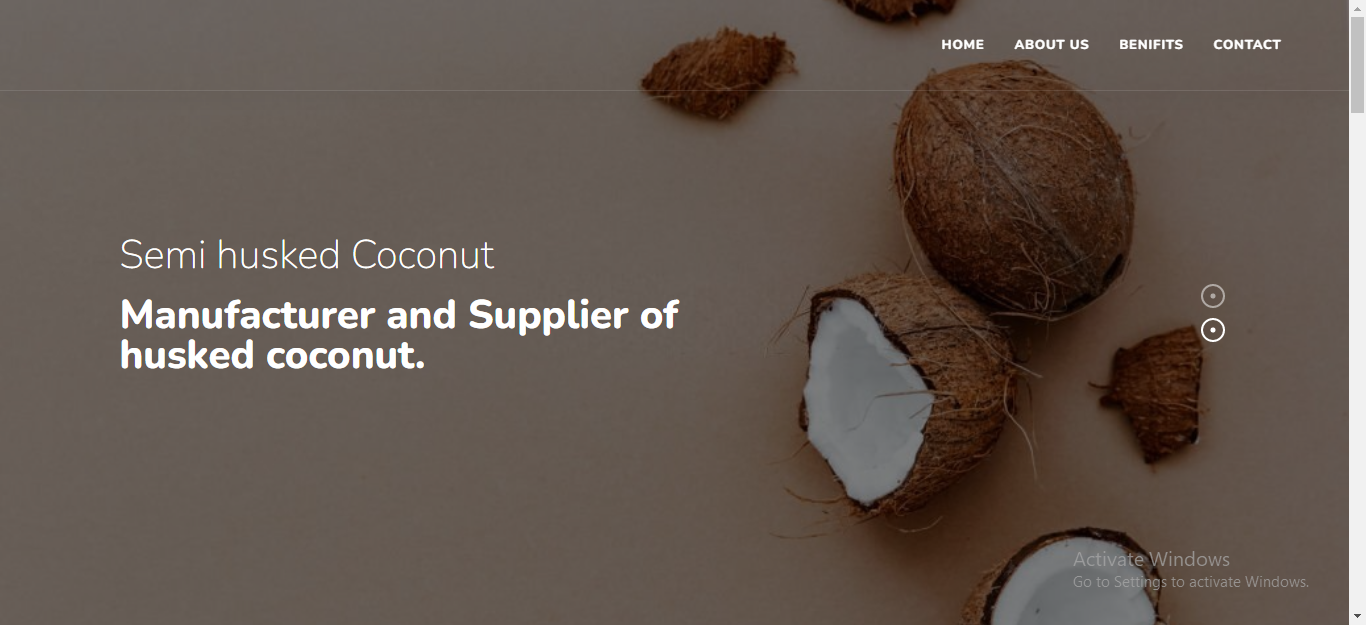 HOME ABOUT US BENIFITS CONTACT
Semi husked Coconut
Manufacturer and Supplier of
husked coconut.
Activate Windows
Go to Settings to activate Windows.